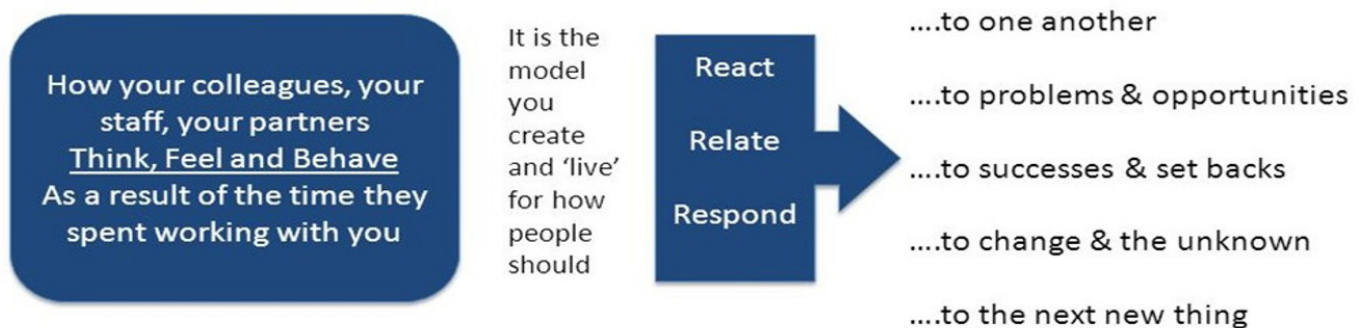 How your colleagues, your
staff, your partners
Think, Feel and Behave
As a result of the time they
spent working with you
It is the
model
you
create
and ‘live’
for how
people
should
React
Relate
Respond
....to one another
....to problems & opportunities
....to successes & set backs
....to change & the unknown
....to the next new thing